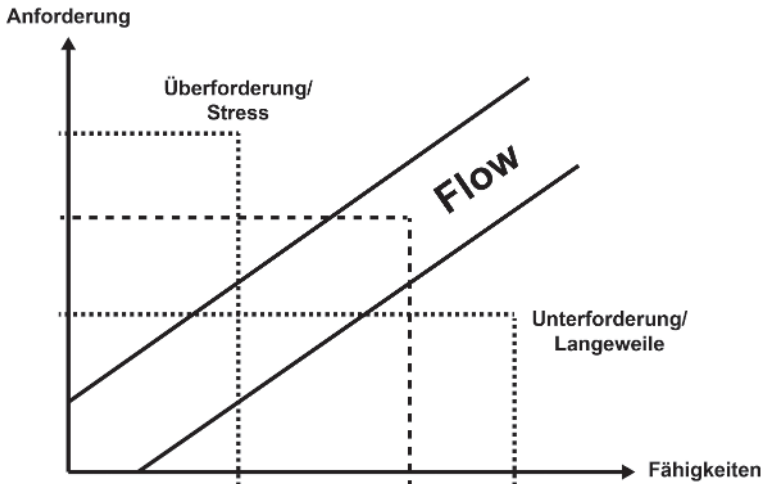 Anforderung
Überforderung/
Stress
Flow
Unterforderung/
Langeweile
Fähigkeiten